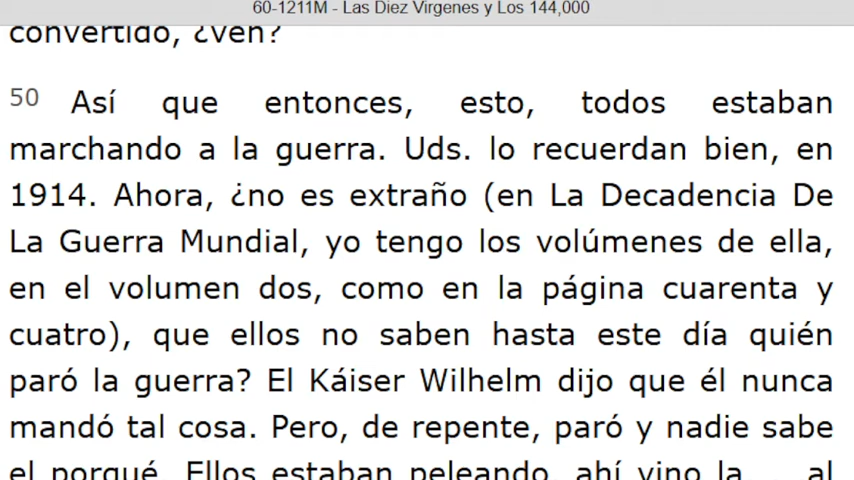 60-1211M - Las Diez Virgenes y Los 144,000
convertido, ¿ven?
50 Así que entonces, esto, todos estaban
marchando a la guerra. Uds. lo recuerdan bien, en
1914. Ahora, ¿no es extraño (en La Decadencia De
La Guerra Mundial, yo tengo los volúmenes de ella,
en el volumen dos, como en la página cuarenta y
cuatro), que ellos no saben hasta este día quién
paró la guerra? El Káiser Wilhelm dijo que él nunca
mandó tal cosa. Pero, de repente, paró y nadie sabe
el porqué. Ellos estaban peleando, ahí vino la... al